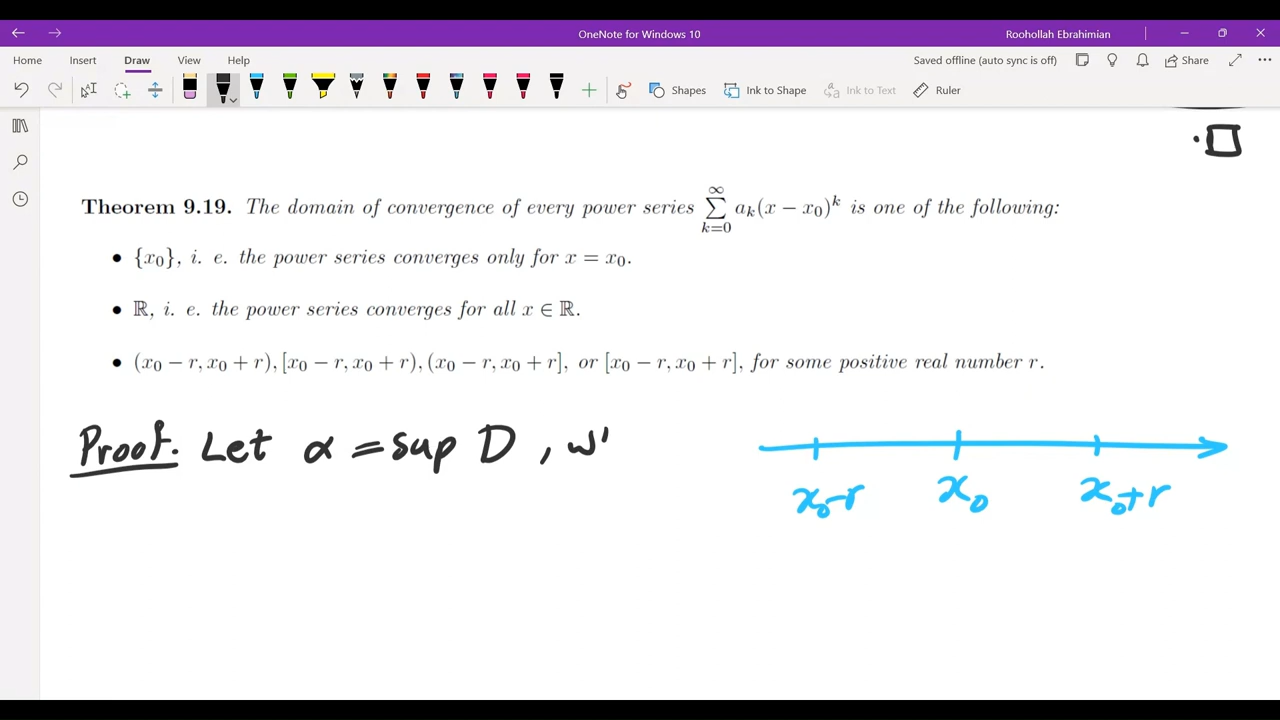 OneNote for Windows 10
Roohollah Ebrahimian
Home Insert Draw View Help
Saved offline (auto sync is off)
Share
Shapes
Ink to Shape
Ink to Text
Ruler
Theorem 9.19. The domain of convergence of every power series ∑_{k=0}^{∞} a_k(x − x_0)^k is one of the following:
• {x_0}, i. e. the power series converges only for x = x_0.
• ℝ, i. e. the power series converges for all x ∈ ℝ.
• (x_0 − r, x_0 + r), [x_0 − r, x_0 + r), (x_0 − r, x_0 + r], or [x_0 − r, x_0 + r], for some positive real number r.
Proof. Let α = sup D ,
x_0-r x_0 x_0+r